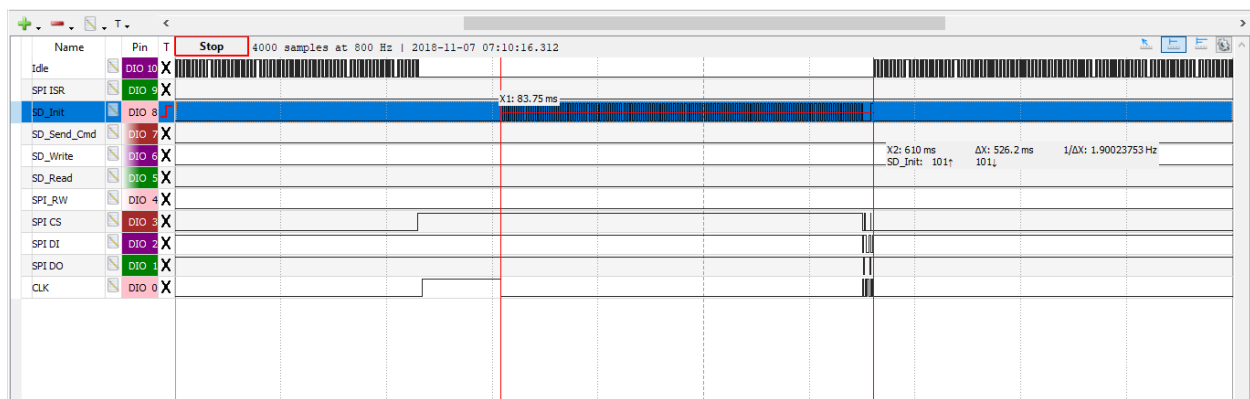 T
Name Pin T Stop 4000 samples at 800 Hz | 2018-11-07 07:10:16.312
Idle DIO 10 X
SPI ISR DIO 9 X
X1: 83.75 ms
SD_Init DIO 8
SD_Send_Cmd DIO 7 X
SD_Write DIO 6 X X2: 610 ms ΔX: 526.2 ms 1/ΔX: 1.90023753 Hz
SD_Init: 101↑ 101↓
SD_Read DIO 5 X
SPI_RW DIO 4 X
SPI CS DIO 3 X
SPI DI DIO 2 X
SPI DO DIO 1 X
CLK DIO 0 X